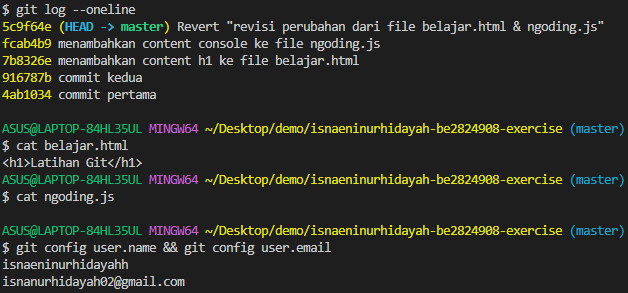 $ git log --oneline
5c9f64e (HEAD -> master) Revert "revisi perubahan dari file belajar.html & ngoding.js"
fcab4b9 menambahkan content console ke file ngoding.js
7b8326e menambahkan content h1 ke file belajar.html
916787b commit kedua
4ab1034 commit pertama
ASUS@LAPTOP-84HL35UL MINGW64 ~/Desktop/demo/isnaeninurhidayah-be2824908-exercise (master)
$ cat belajar.html
<h1>Latihan Git</h1>
ASUS@LAPTOP-84HL35UL MINGW64 ~/Desktop/demo/isnaeninurhidayah-be2824908-exercise (master)
$ cat ngoding.js
ASUS@LAPTOP-84HL35UL MINGW64 ~/Desktop/demo/isnaeninurhidayah-be2824908-exercise (master)
$ git config user.name && git config user.email
isnaeninurhidayahh
isnanurhidayah02@gmail.com